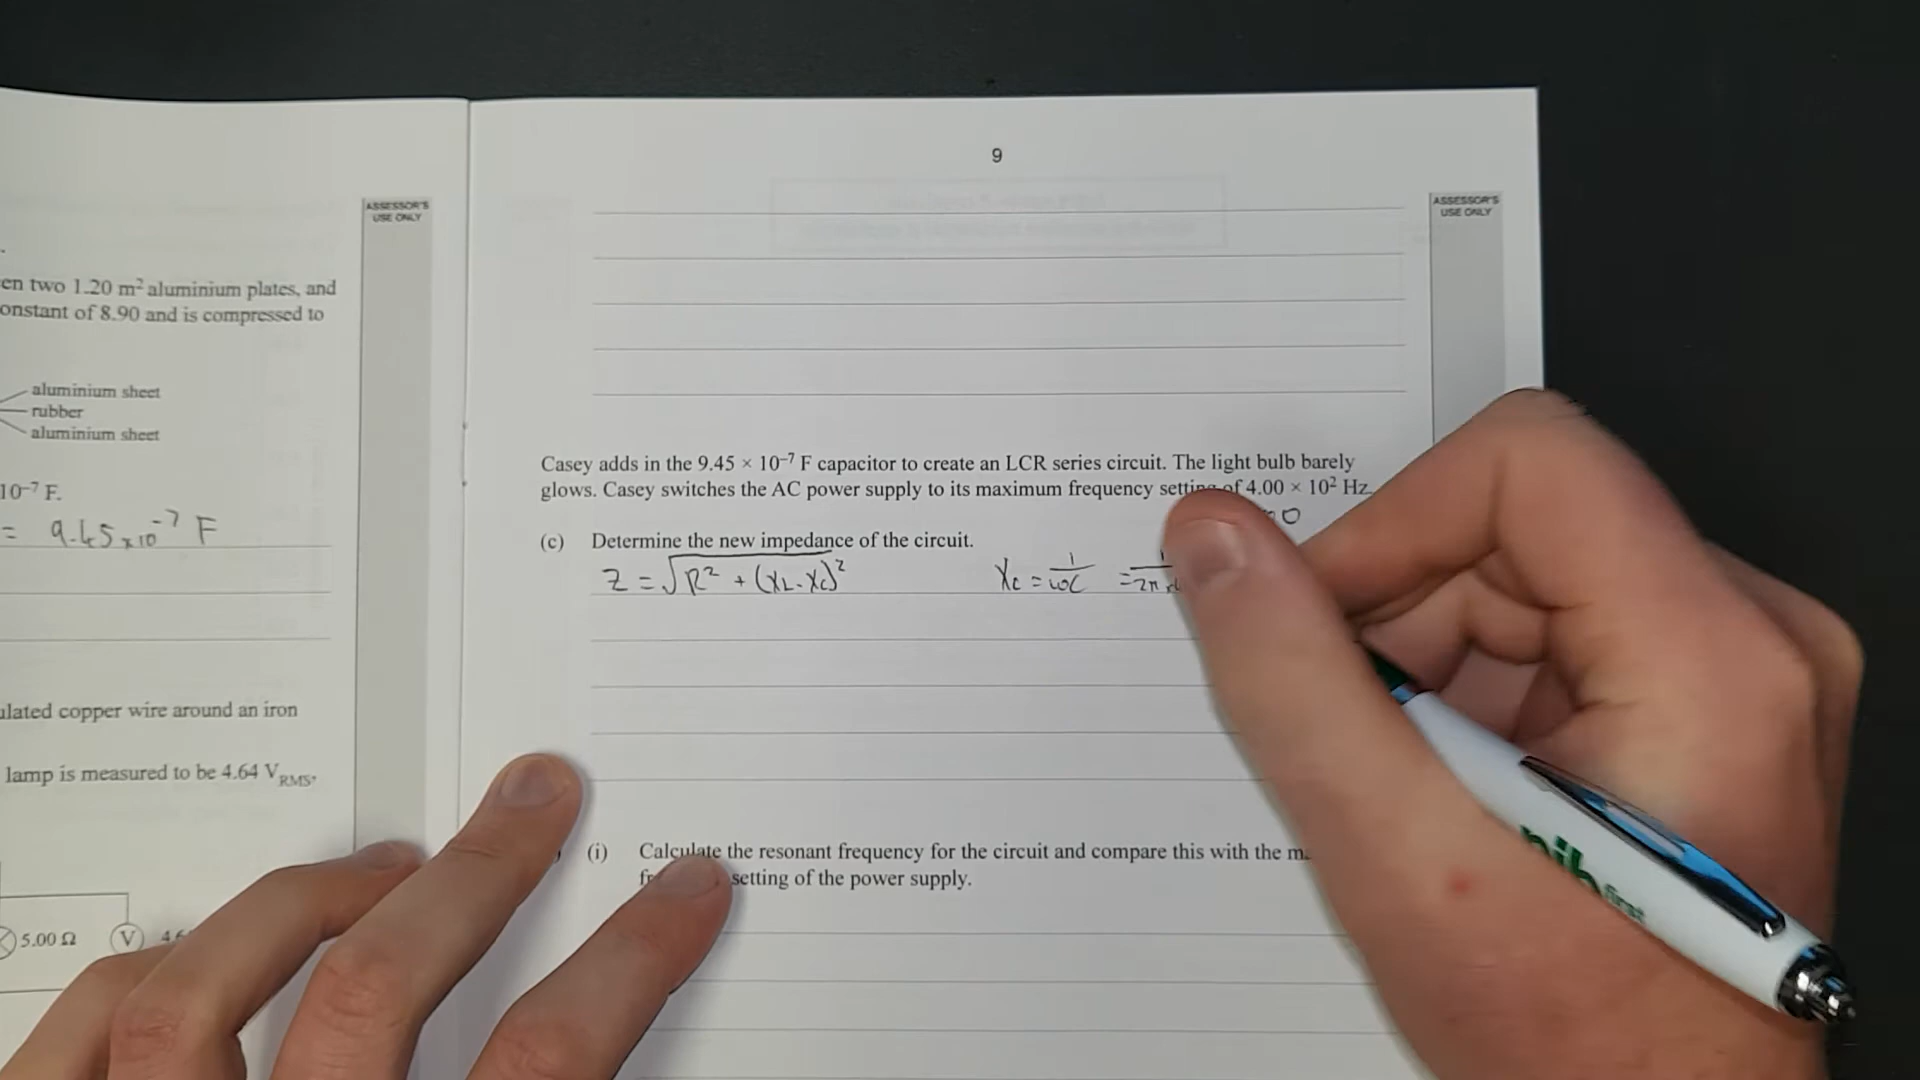 ASSESSOR'S
USE ONLY
en two 1.20 m² aluminium plates, and
onstant of 8.90 and is compressed to
aluminium sheet
rubber
aluminium sheet
10⁻⁷ F.
= 9.45 x 10⁻⁷ F
ulated copper wire around an iron
lamp is measured to be 4.64 V_RMS.
5.00 Ω
V
9
ASSESSOR'S
USE ONLY
Casey adds in the 9.45 × 10⁻⁷ F capacitor to create an LCR series circuit. The light bulb barely
glows. Casey switches the AC power supply to its maximum frequency setting of 4.00 × 10² Hz
(c) Determine the new impedance of the circuit.
Z = √R² + (XL - XC)²
XC = 1/ωC = 1/2π
(i) Calculate the resonant frequency for the circuit and compare this with the
setting of the power supply.
nib
first